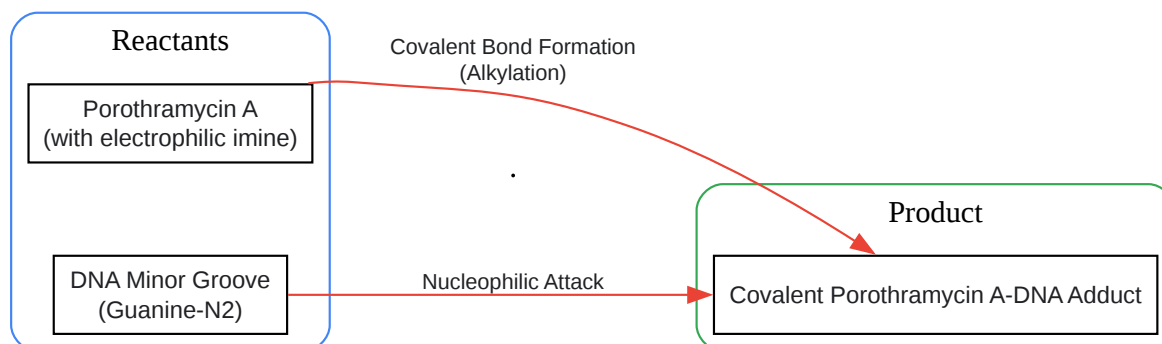 Reactants
Porothramycin A
(with electrophilic imine)
Covalent Bond Formation
(Alkylation)
.
DNA Minor Groove
(Guanine-N2)
Nucleophilic Attack
Product
Covalent Porothramycin A-DNA Adduct